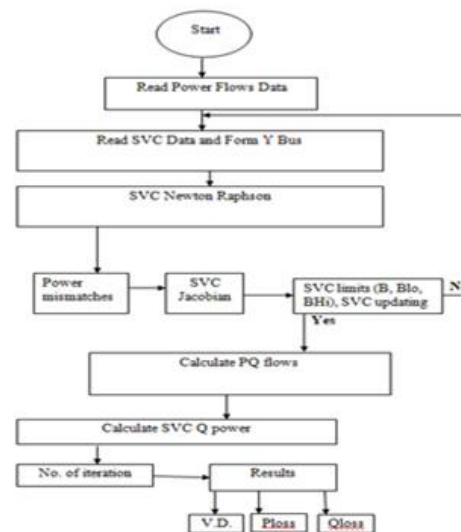 Start
Read Power Flows Data
Read SVC Data and Form Y Bus
SVC Newton Raphson
Power
mismatches
SVC
Jacobian
SVC limits (B, Blo,
BHi), SVC updating
N
Yes
Calculate PQ flows
Calculate SVC Q power
No. of iteration
Results
V.D.
Ploss
Qloss